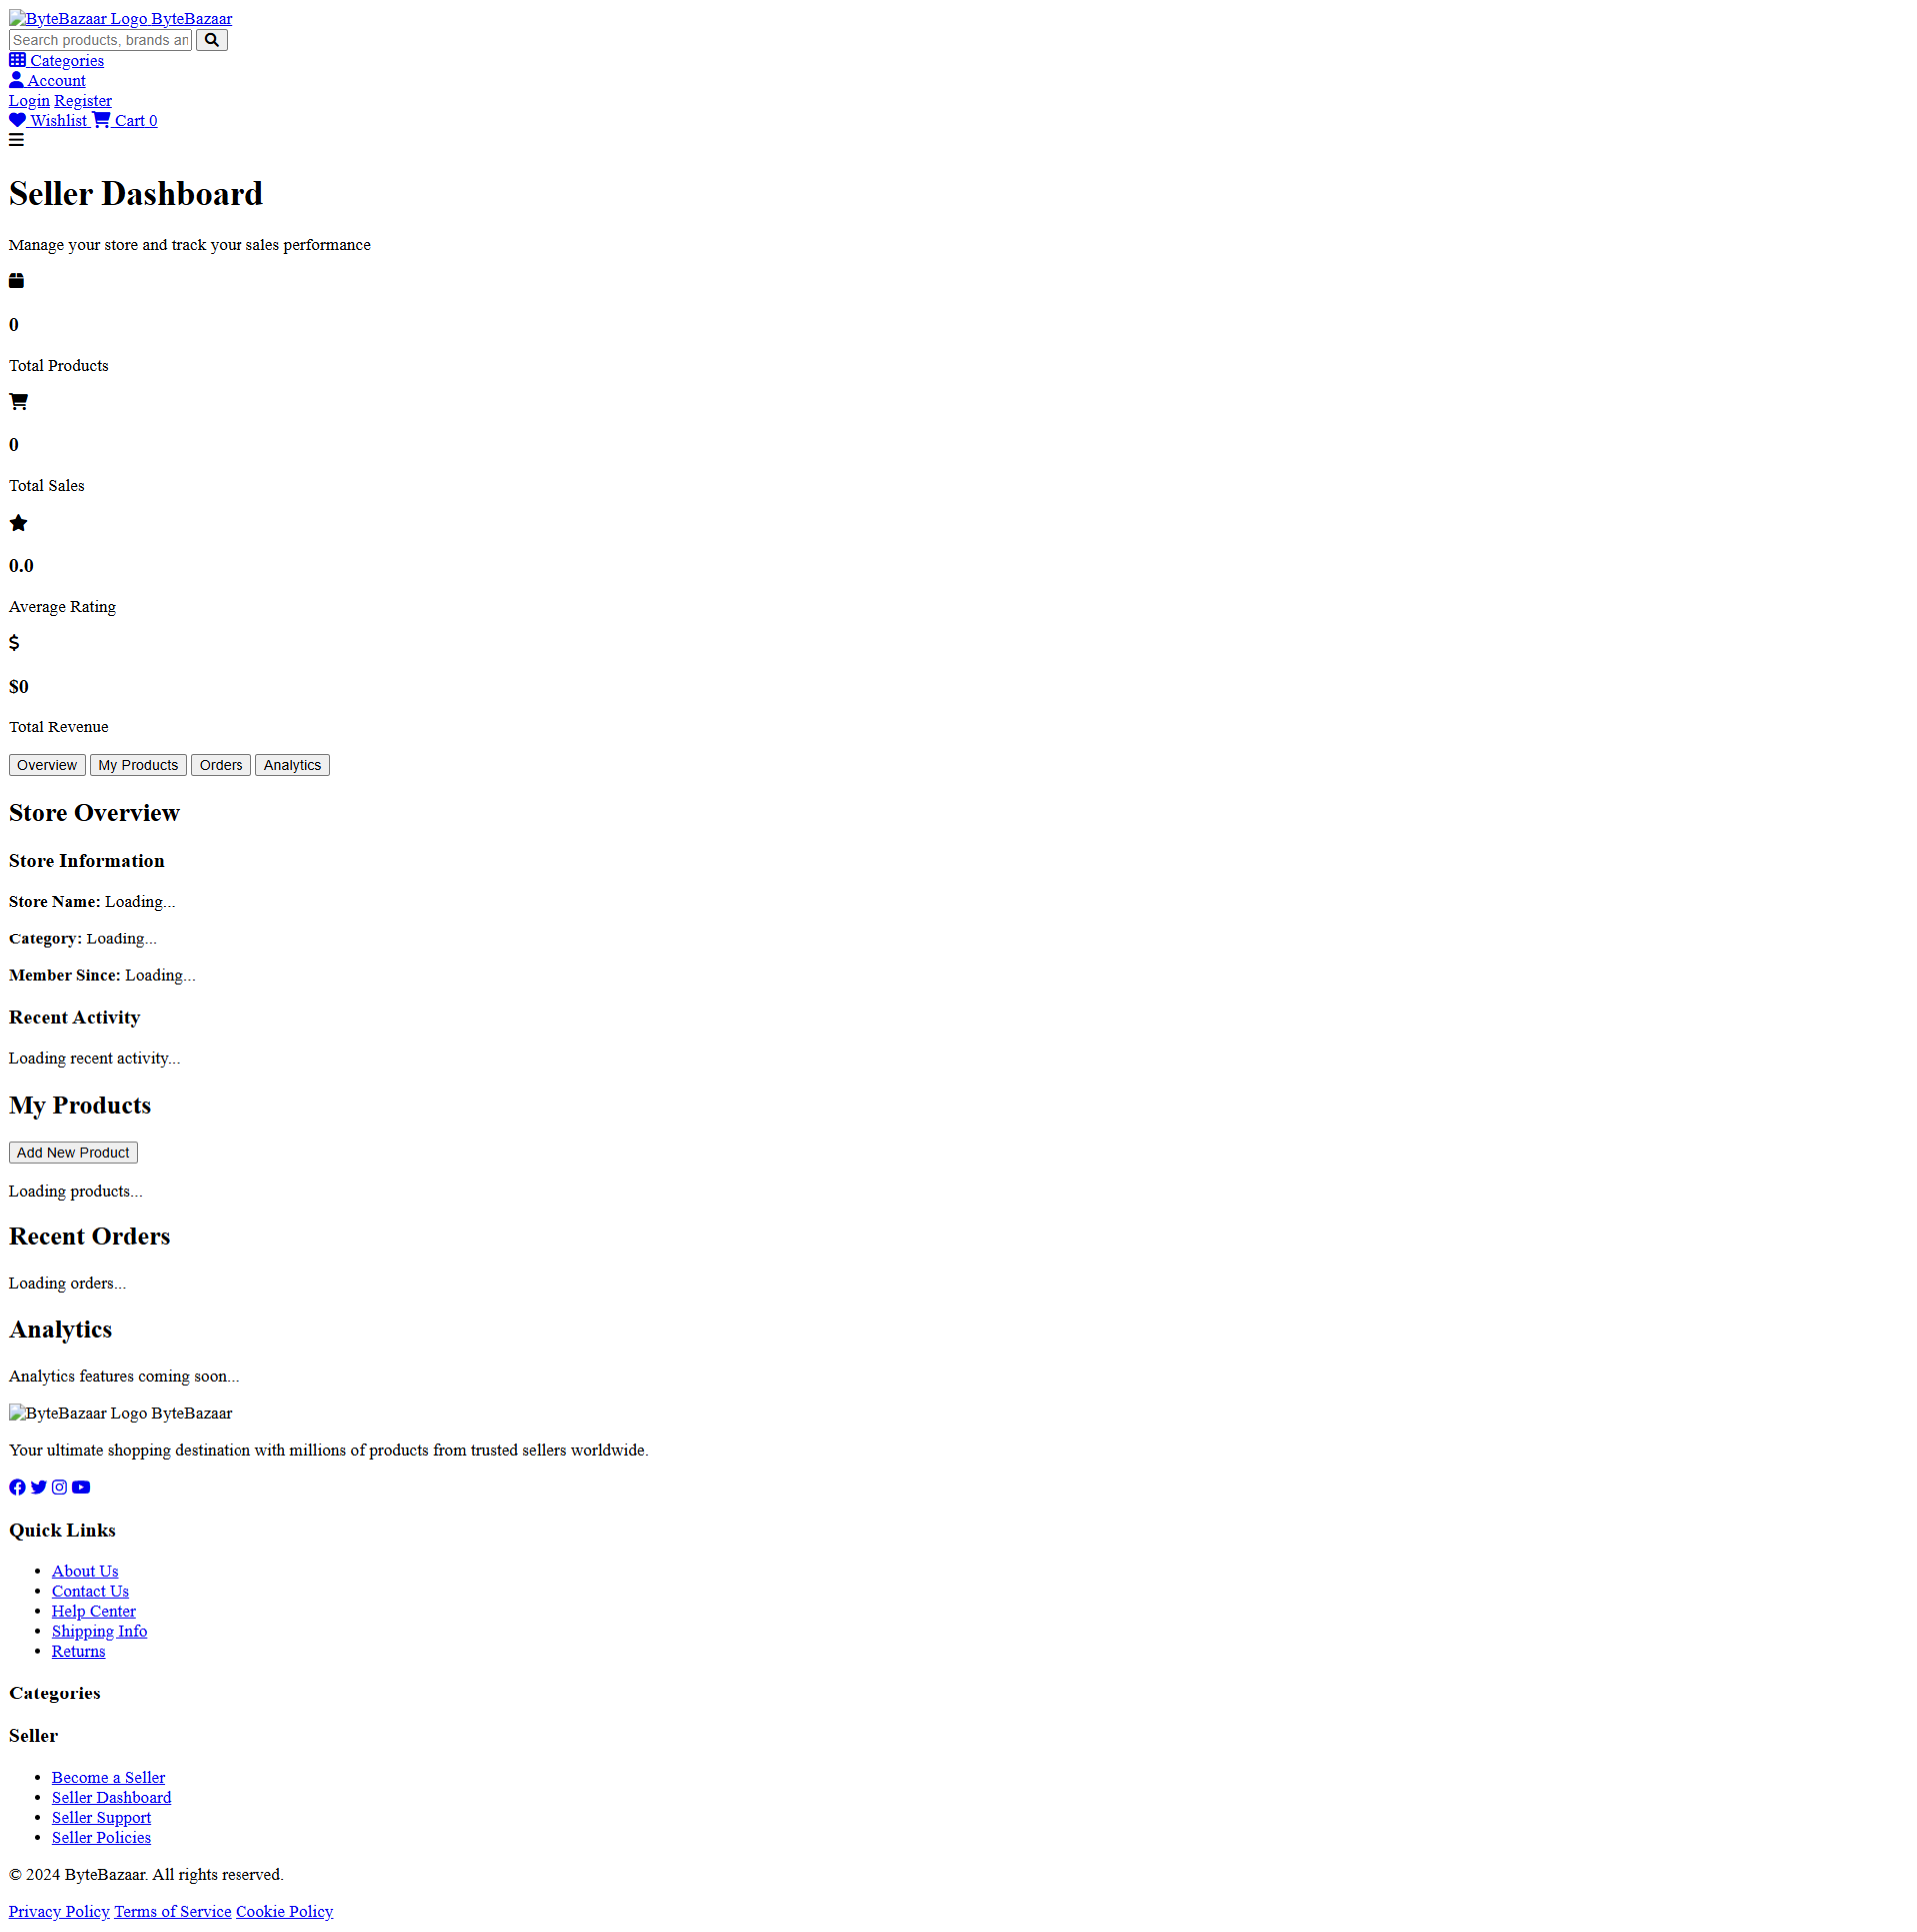 ByteBazaar Logo ByteBazaar
Search products, brands an
Categories
Account
Login Register
Wishlist Cart 0
Seller Dashboard
Manage your store and track your sales performance
0
Total Products
0
Total Sales
0.0
Average Rating
$0
Total Revenue
Overview My Products Orders Analytics
Store Overview
Store Information
Store Name: Loading...
Category: Loading...
Member Since: Loading...
Recent Activity
Loading recent activity...
My Products
Add New Product
Loading products...
Recent Orders
Loading orders...
Analytics
Analytics features coming soon...
ByteBazaar Logo ByteBazaar
Your ultimate shopping destination with millions of products from trusted sellers worldwide.
Quick Links
About Us
Contact Us
Help Center
Shipping Info
Returns
Categories
Seller
Become a Seller
Seller Dashboard
Seller Support
Seller Policies
© 2024 ByteBazaar. All rights reserved.
Privacy Policy Terms of Service Cookie Policy